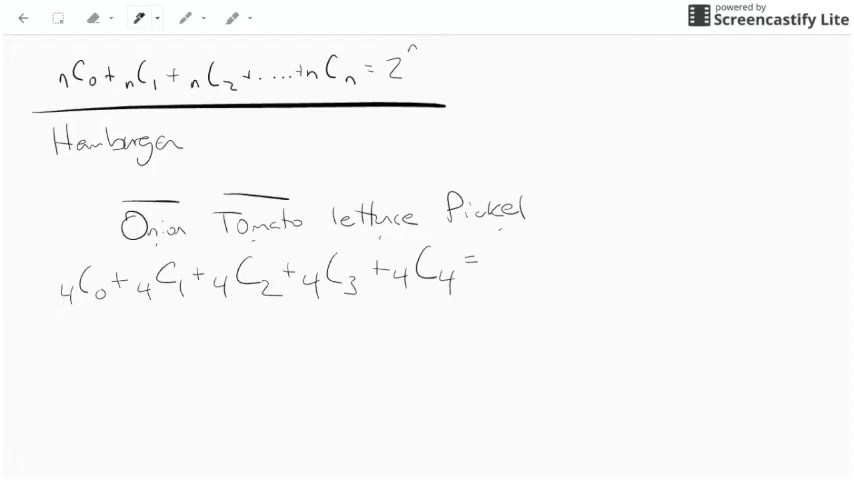 powered by
Screencastify Lite
nC0 + nC1 + nC2 + ..... + nCn = 2^n
Hamburger
Onion Tomato lettuce Pickel
4C0 + 4C1 + 4C2 + 4C3 + 4C4 =